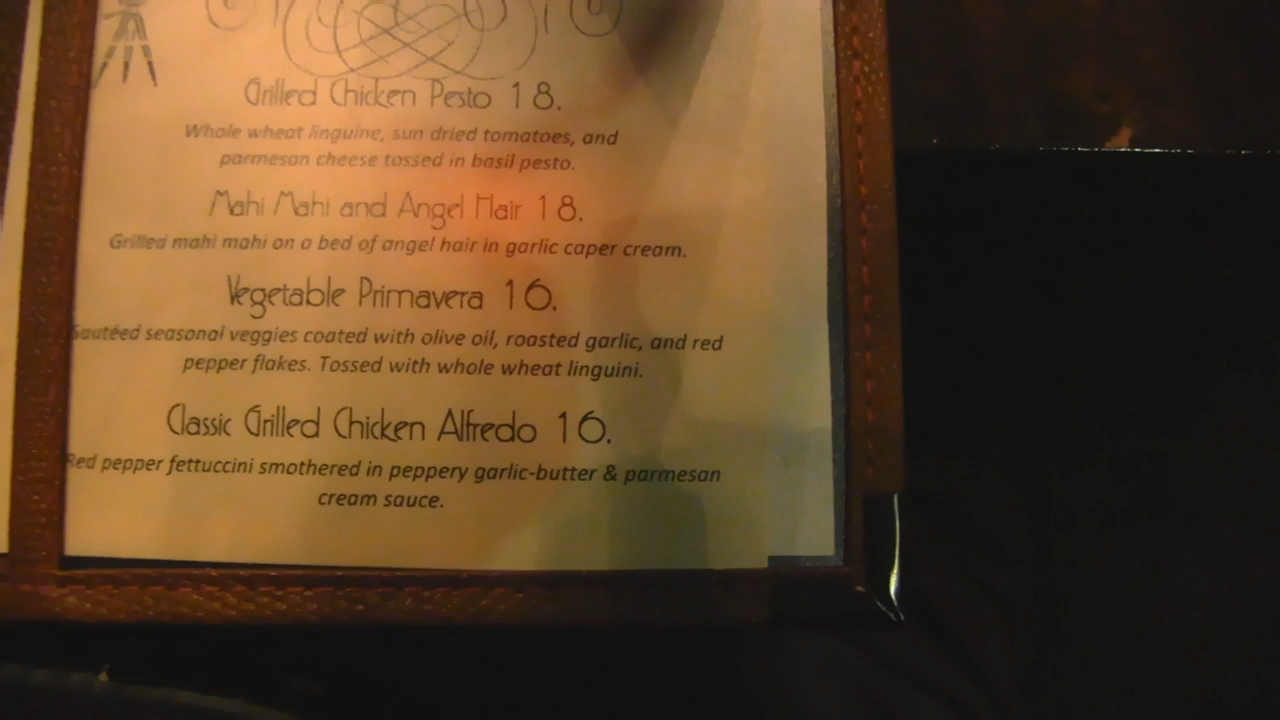 Grilled Chicken Pesto 18.
Whole wheat linguine, sun dried tomatoes, and
parmesan cheese tossed in basil pesto.
Mahi Mahi and Angel Hair 18.
Grilled mahi mahi on a bed of angel hair in garlic caper cream.
Vegetable Primavera 16.
Sautéed seasonal veggies coated with olive oil, roasted garlic, and red
pepper flakes. Tossed with whole wheat linguini.
Classic Grilled Chicken Alfredo 16.
Red pepper fettuccini smothered in peppery garlic-butter & parmesan
cream sauce.